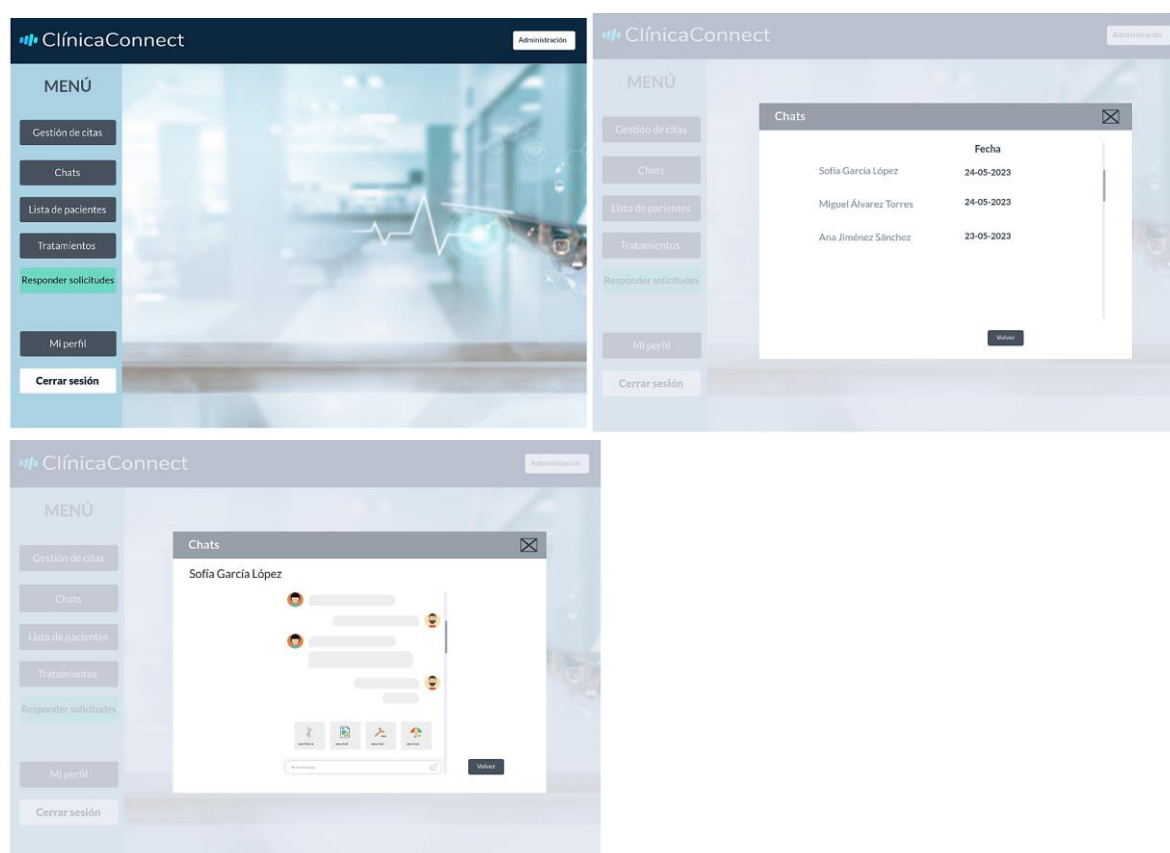 ClínicaConnect
Administración
MENÚ
Gestión de citas
Chats
Lista de pacientes
Tratamientos
Responder solicitudes
Mi perfil
Cerrar sesión
ClínicaConnect
Administración
MENÚ
Gestión de citas
Chats
Lista de pacientes
Tratamientos
Responder solicitudes
Mi perfil
Cerrar sesión
Chats
Fecha
Sofía García López 24-05-2023
Miguel Álvarez Torres 24-05-2023
Ana Jiménez Sánchez 23-05-2023
Volver
ClínicaConnect
Administración
MENÚ
Gestión de citas
Chats
Lista de pacientes
Tratamientos
Responder solicitudes
Mi perfil
Cerrar sesión
Chats
Sofía García López
Volver